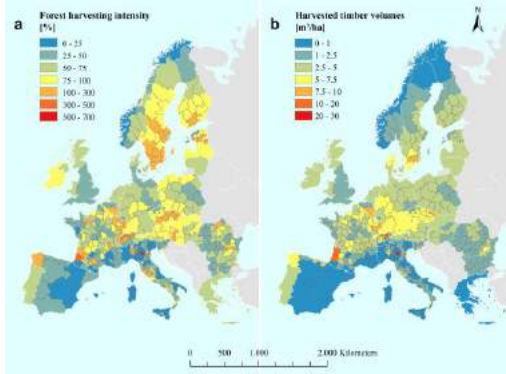 a
Forest harvesting intensity
[%]
0 - 25
25 - 50
50 - 75
75 - 100
100 - 300
300 - 500
500 - 700
b
Harvested timber volumes
[m³/ha]
0 - 1
1 - 2.5
2.5 - 5
5 - 7.5
7.5 - 10
10 - 20
20 - 30
N
0 500 1.000 2.000 Kilometers